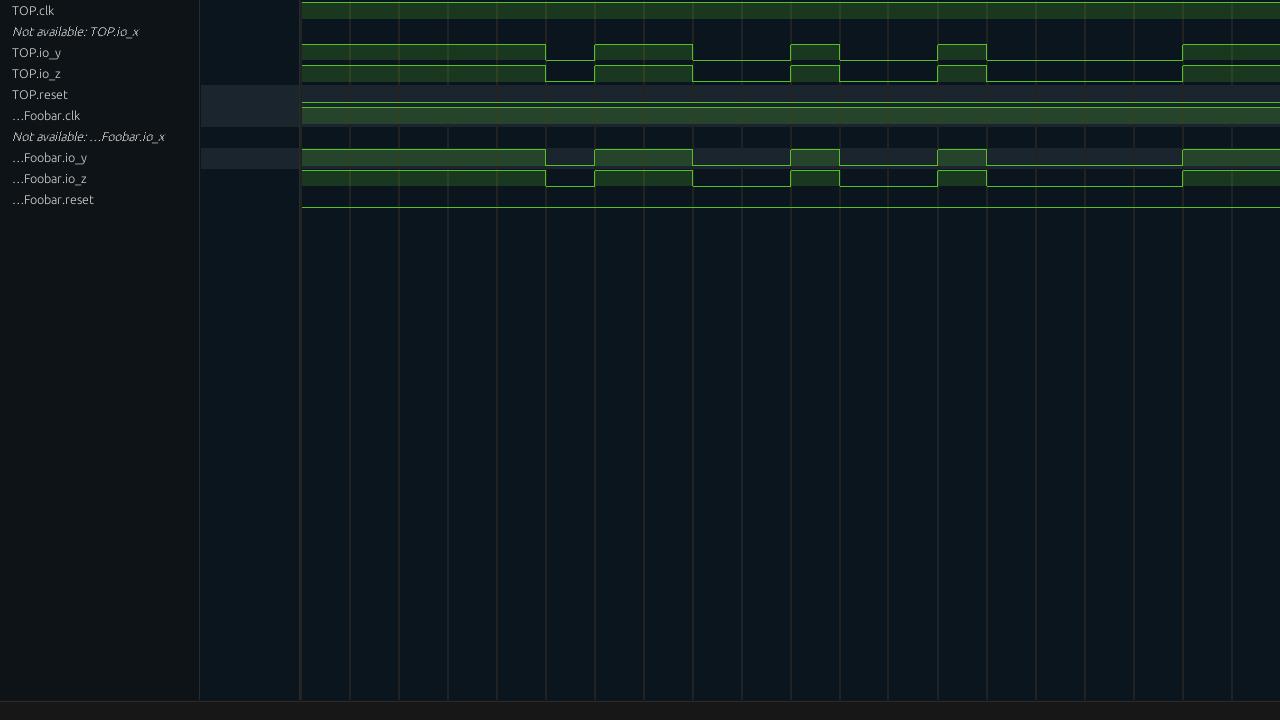 TOP.clk
Not available: TOP.io_x
TOP.io_y
TOP.io_z
TOP.reset
…Foobar.clk
Not available: …Foobar.io_x
…Foobar.io_y
…Foobar.io_z
…Foobar.reset